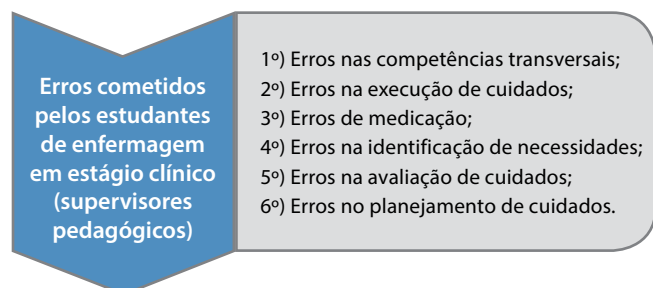 Erros cometidos
pelos estudantes
de enfermagem
em estágio clínico
(supervisores
pedagógicos)
1º) Erros nas competências transversais;
2º) Erros na execução de cuidados;
3º) Erros de medicação;
4º) Erros na identificação de necessidades;
5º) Erros na avaliação de cuidados;
6º) Erros no planejamento de cuidados.